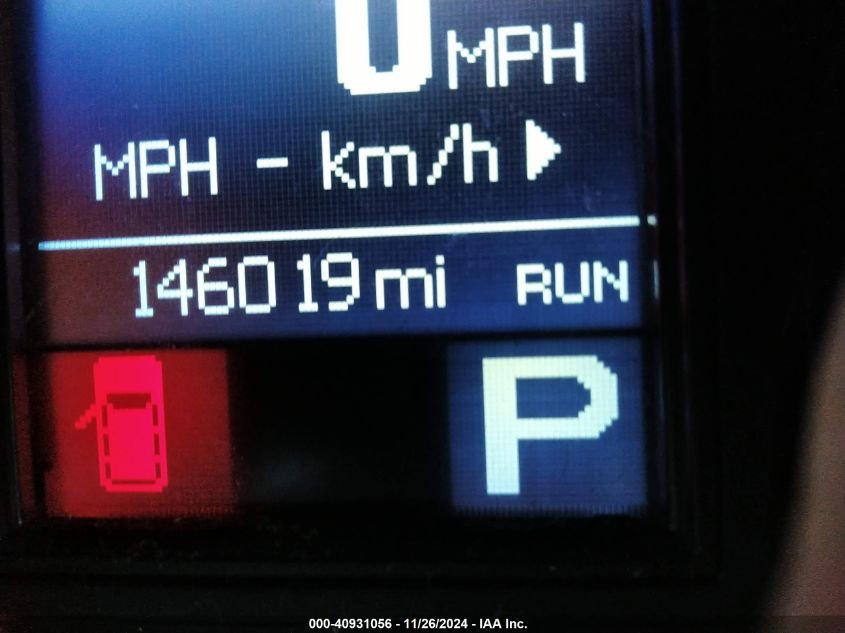 0 MPH
MPH - km/h
146019 mi RUN
P
000-40931056 - 11/26/2024 - IAA Inc.